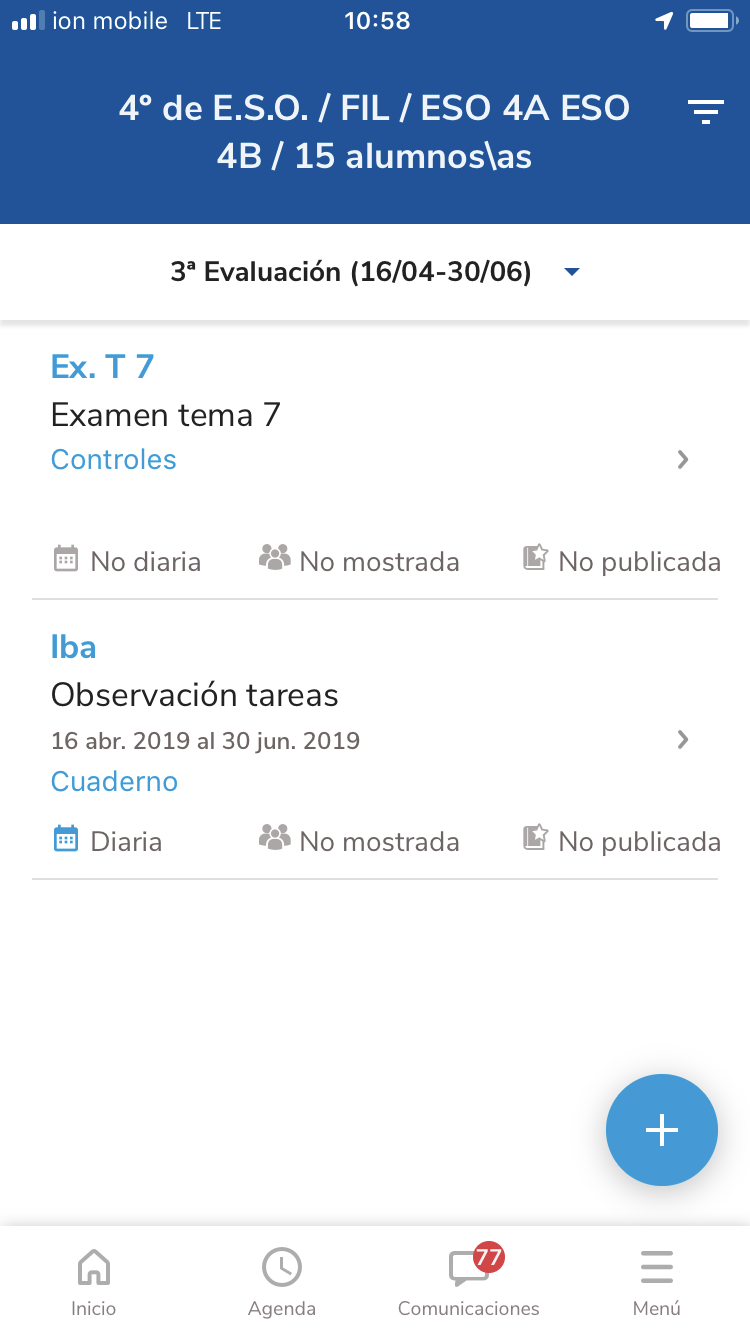 ion mobile LTE 10:58
4º de E.S.O. / FIL / ESO 4A ESO
4B / 15 alumnos\as
3ª Evaluación (16/04-30/06)
Ex. T 7
Examen tema 7
Controles
No diaria No mostrada No publicada
Iba
Observación tareas
16 abr. 2019 al 30 jun. 2019
Cuaderno
Diaria No mostrada No publicada
77
Inicio Agenda Comunicaciones Menú